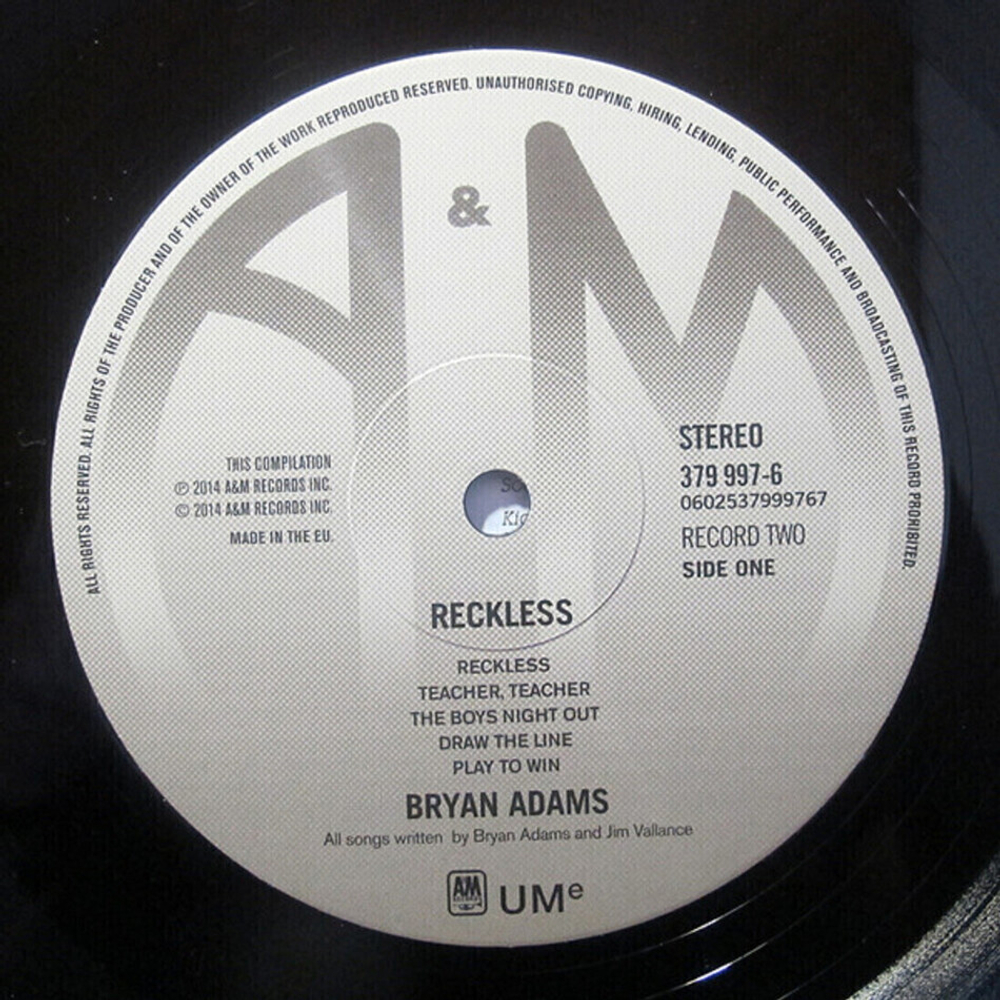 ALL RIGHTS RESERVED. ALL RIGHTS OF THE PRODUCER AND OF THE OWNER OF THE WORK REPRODUCED RESERVED. UNAUTHORISED COPYING, HIRING, LENDING, PUBLIC PERFORMANCE AND BROADCASTING OF THIS RECORD PROHIBITED.
A & M
THIS COMPILATION
℗ 2014 A&M RECORDS INC.
© 2014 A&M RECORDS INC.
MADE IN THE EU.
STEREO
379 997-6
0602537999767
RECORD TWO
SIDE ONE
RECKLESS
RECKLESS
TEACHER, TEACHER
THE BOYS NIGHT OUT
DRAW THE LINE
PLAY TO WIN
BRYAN ADAMS
All songs written by Bryan Adams and Jim Vallance
AM
UMe